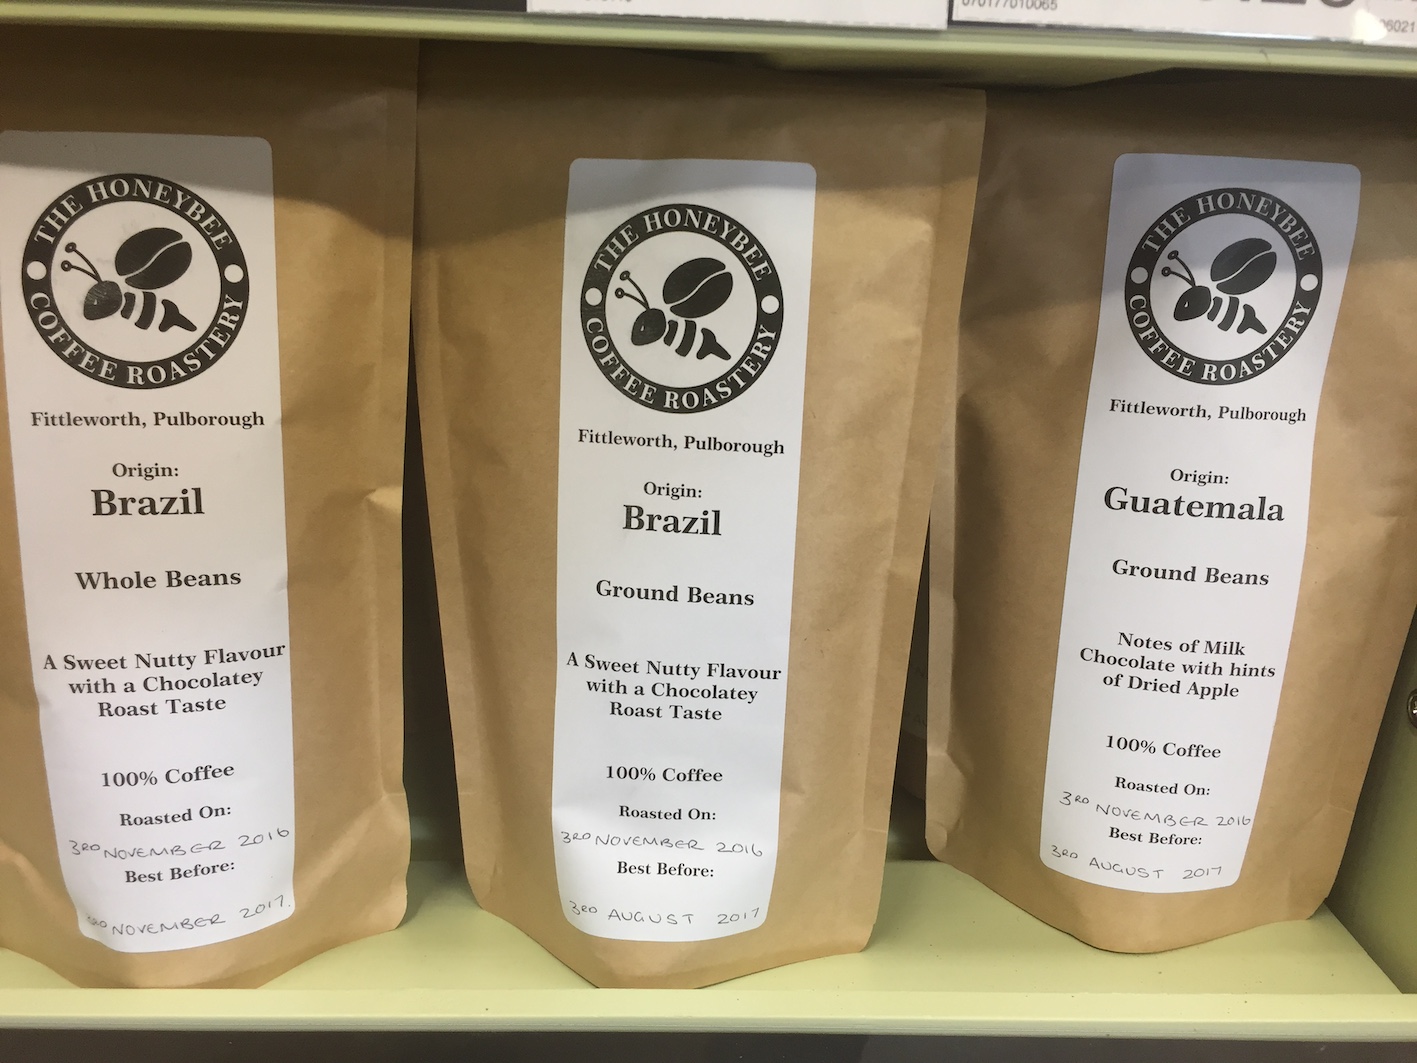 070177010065
THE HONEYBEE
COFFEE ROASTERY
Fittleworth, Pulborough
Origin:
Brazil
Whole Beans
A Sweet Nutty Flavour
with a Chocolatey
Roast Taste
100% Coffee
Roasted On:
3RD NOVEMBER 2016
Best Before:
3RD NOVEMBER 2017.
THE HONEYBEE
COFFEE ROASTERY
Fittleworth, Pulborough
Origin:
Brazil
Ground Beans
A Sweet Nutty Flavour
with a Chocolatey
Roast Taste
100% Coffee
Roasted On:
3RD NOVEMBER 2016
Best Before:
3RD AUGUST 2017
THE HONEYBEE
COFFEE ROASTERY
Fittleworth, Pulborough
Origin:
Guatemala
Ground Beans
Notes of Milk
Chocolate with hints
of Dried Apple
100% Coffee
Roasted On:
3RD NOVEMBER 2016
Best Before:
3RD AUGUST 2017